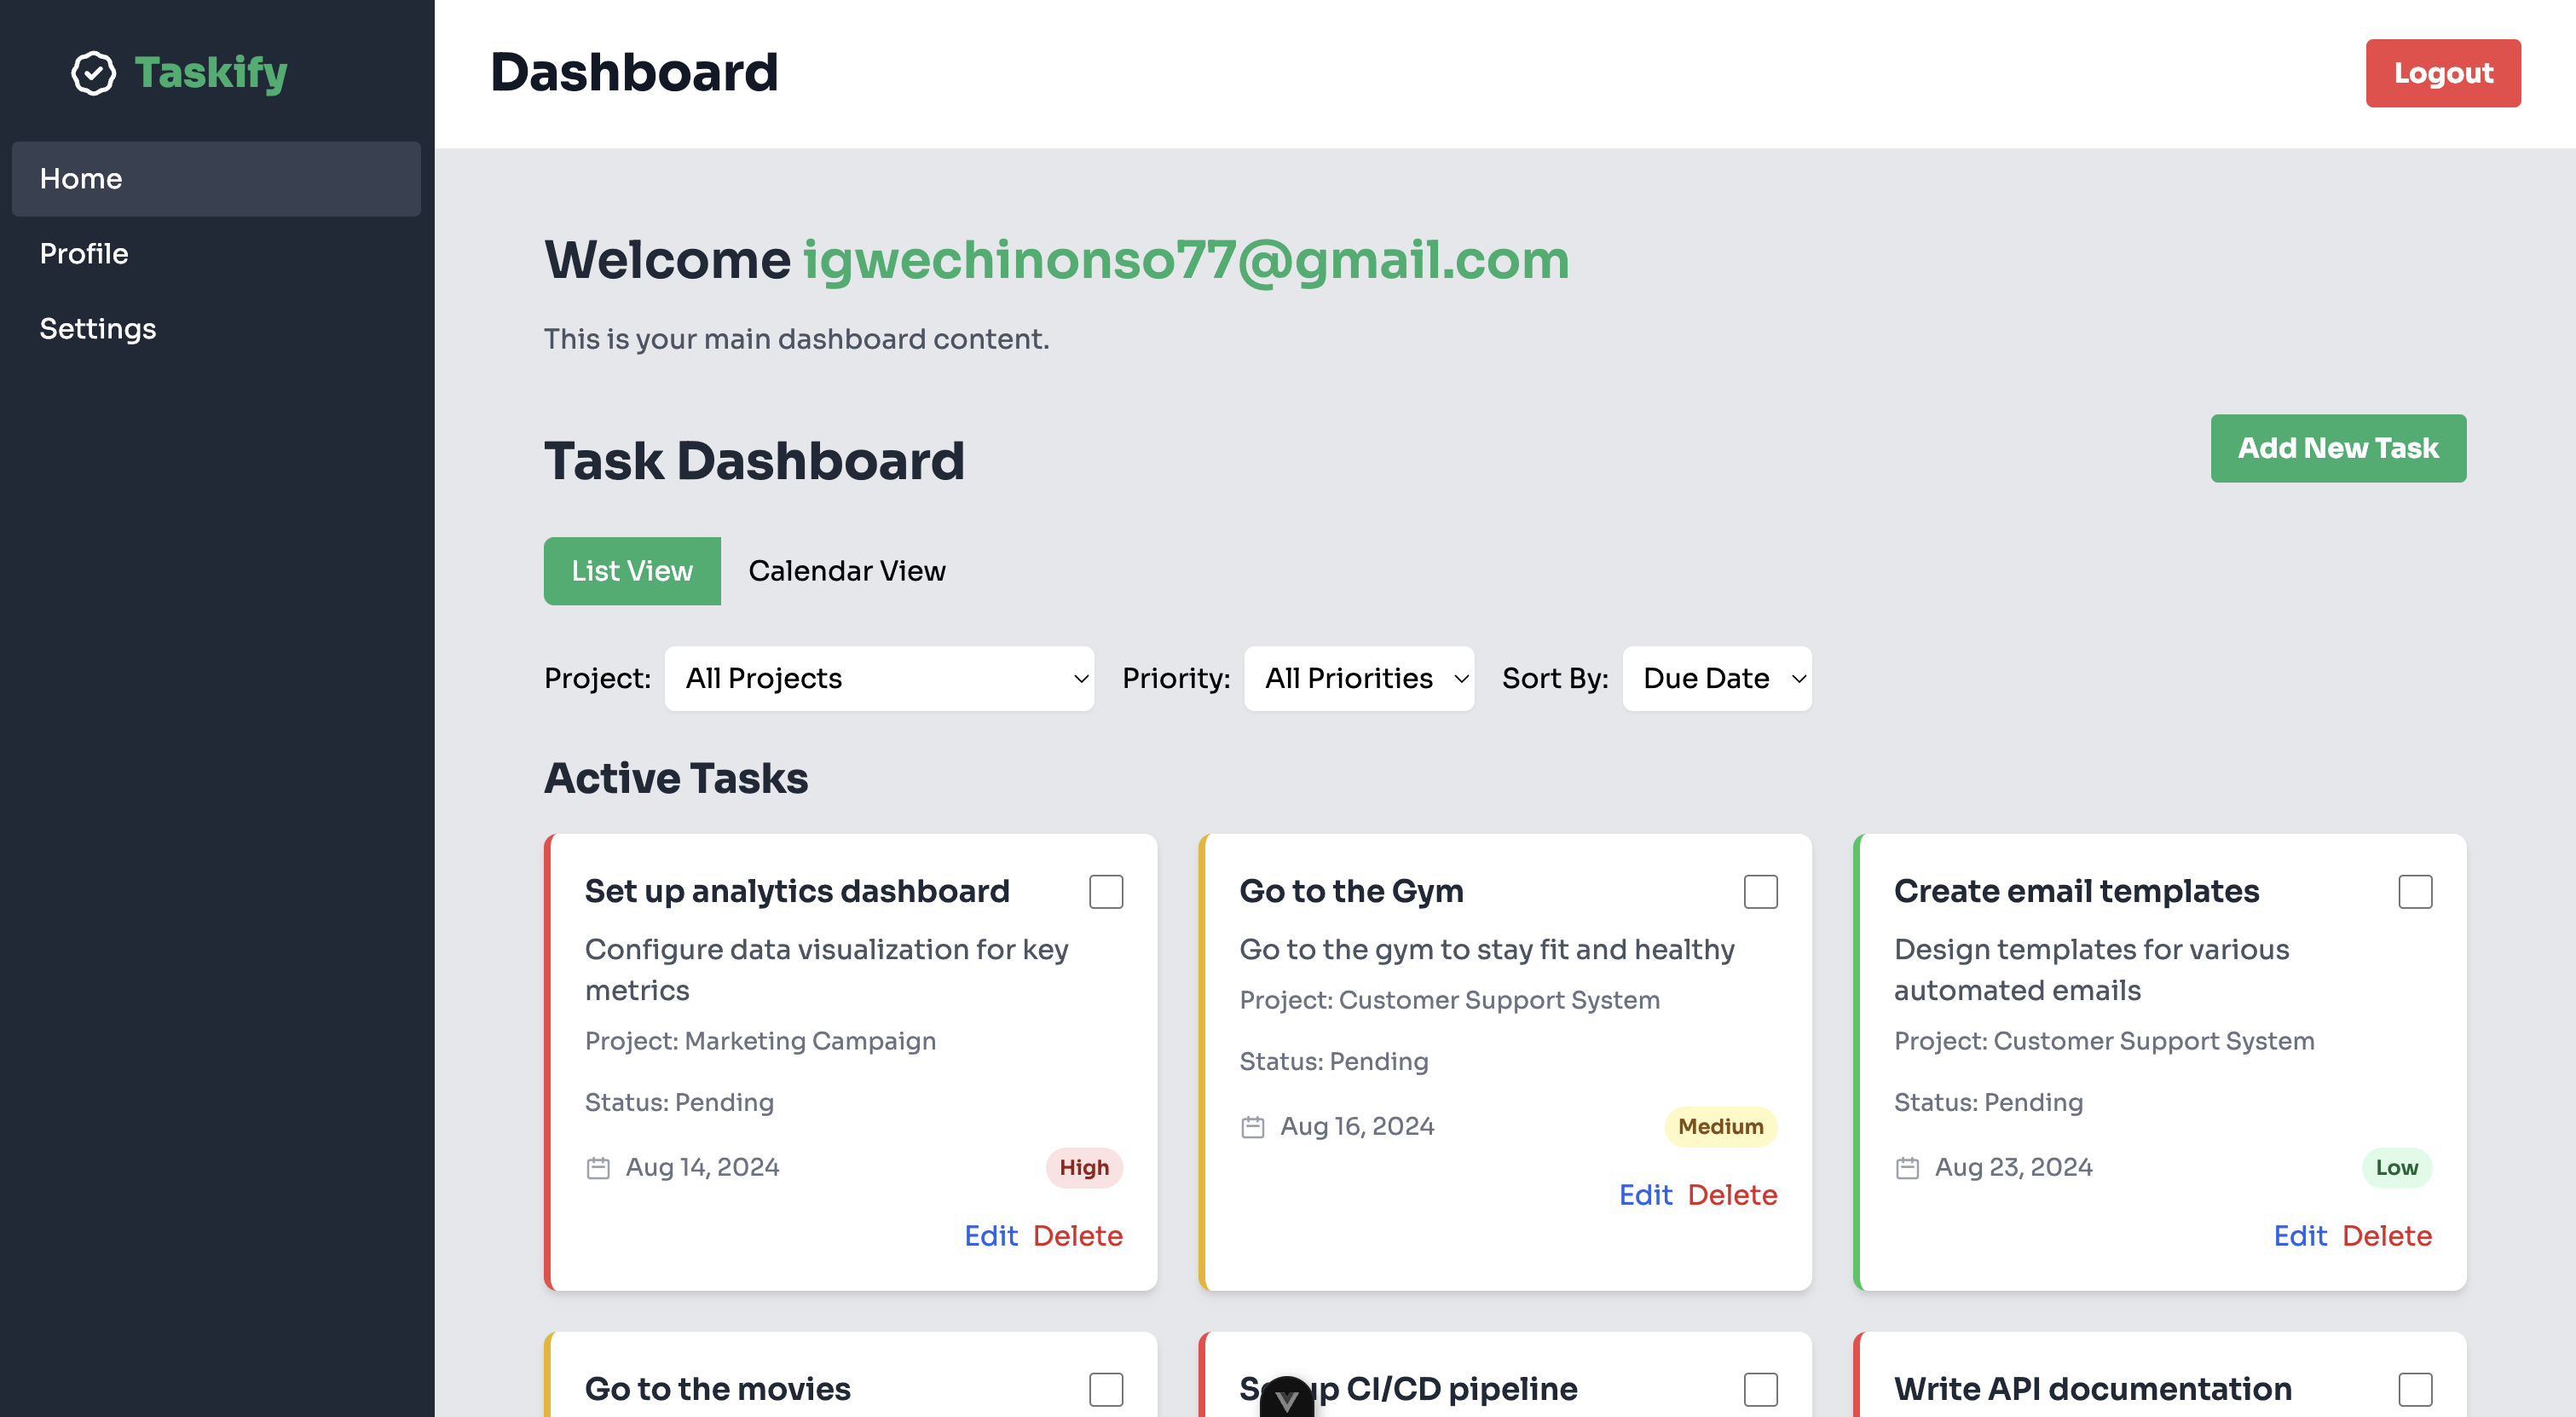 Taskify
Home
Profile
Settings
Dashboard
Logout
Welcome igwechinonso77@gmail.com
This is your main dashboard content.
Task Dashboard
Add New Task
List View
Calendar View
Project:
All Projects
Priority:
All Priorities
Sort By:
Due Date
Active Tasks
Set up analytics dashboard
Configure data visualization for key
metrics
Project: Marketing Campaign
Status: Pending
Aug 14, 2024
High
Edit Delete
Go to the Gym
Go to the gym to stay fit and healthy
Project: Customer Support System
Status: Pending
Aug 16, 2024
Medium
Edit Delete
Create email templates
Design templates for various
automated emails
Project: Customer Support System
Status: Pending
Aug 23, 2024
Low
Edit Delete
Go to the movies
CI/CD pipeline
Write API documentation